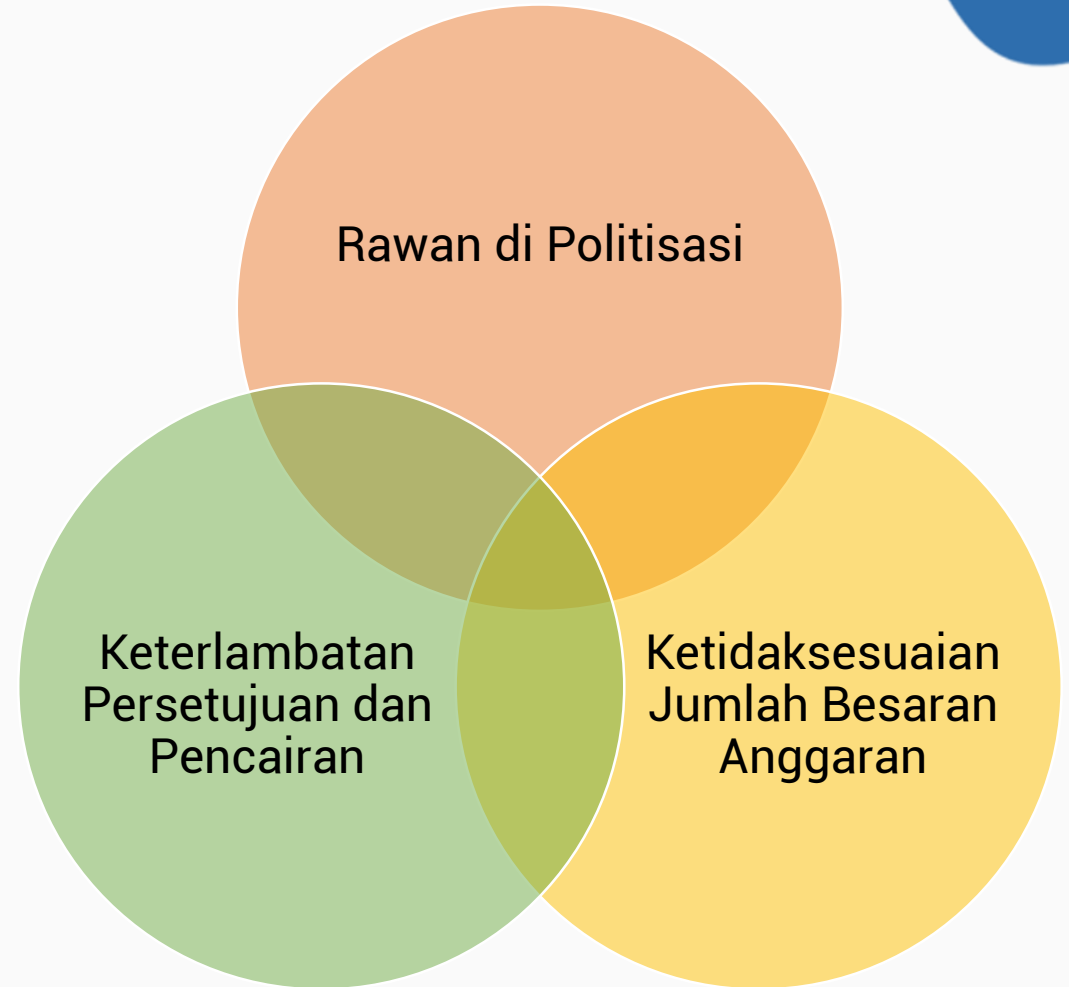 Rawan di Politisasi
Keterlambatan
Persetujuan dan
Pencairan
Ketidaksesuaian
Jumlah Besaran
Anggaran